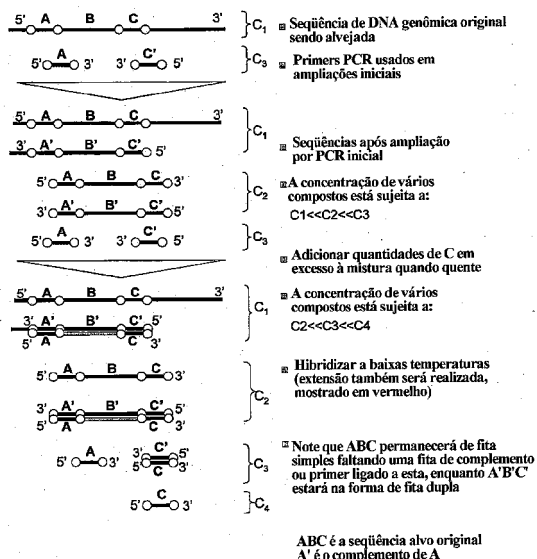 A B C 3'
5' C1
Seqüência de DNA genômica original
sendo alvejada
A C'
5' 3' 3' 5' C3
Primers PCR usados em
ampliações iniciais
5' A B C 3'
C1
3' A' B' C' 5'
Seqüências após ampliação
por PCR inicial
5' A B C 3'
C2
3' A' B' C' 5'
A concentração de vários
compostos está sujeita a:
C1<<C2<<C3
A C'
5' 3' 3' 5' C3
Adicionar quantidades de C em
excesso à mistura quando quente
5' A B C 3'
C1
3' A' B' C' 5'
5' A C 3'
A concentração de vários
compostos está sujeita a:
C2<<C3<<C4
5' A B C 3'
C2
3' A' B' C' 5'
5' A C 3'
Hibridizar a baixas temperaturas
(extensão também será realizada,
mostrado em vermelho)
A 3' C' 5'
5' 3' 5' C 3' C3
Note que ABC permanecerá de fita
simples faltando uma fita de complemento
ou primer ligado a esta, enquanto A'B'C'
estará na forma de fita dupla
5' C 3' C4
ABC é a seqüência alvo original
A' é o complemento de A